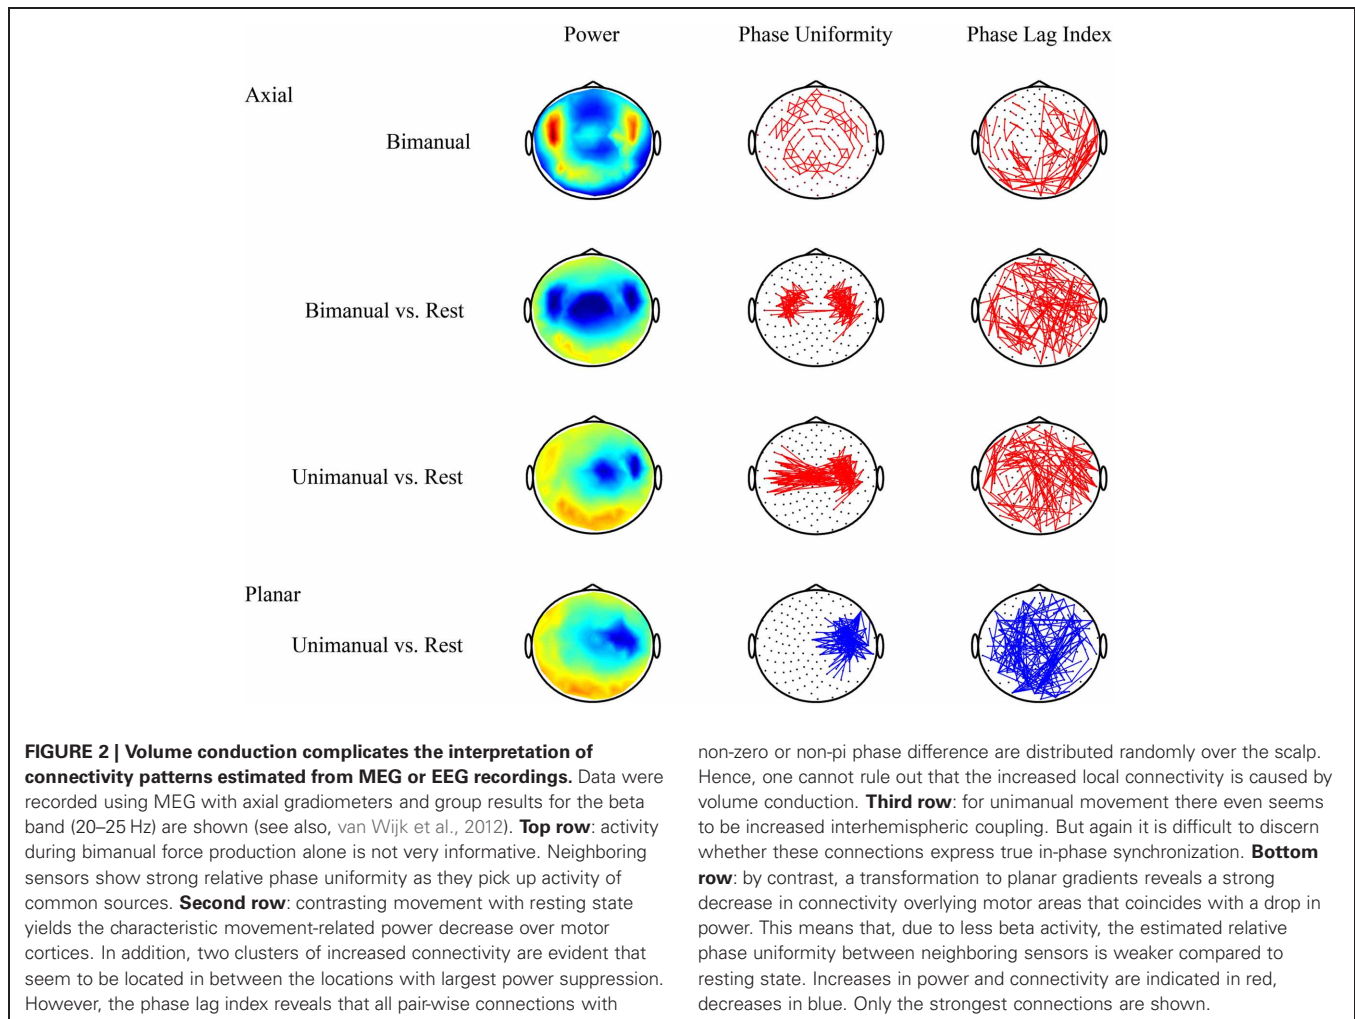 Power Phase Uniformity Phase Lag Index
Axial
Bimanual
Bimanual vs. Rest
Unimanual vs. Rest
Planar
Unimanual vs. Rest
FIGURE 2 | Volume conduction complicates the interpretation of
connectivity patterns estimated from MEG or EEG recordings. Data were
recorded using MEG with axial gradiometers and group results for the beta
band (20–25 Hz) are shown (see also, van Wijk et al., 2012). Top row: activity
during bimanual force production alone is not very informative. Neighboring
sensors show strong relative phase uniformity as they pick up activity of
common sources. Second row: contrasting movement with resting state
yields the characteristic movement-related power decrease over motor
cortices. In addition, two clusters of increased connectivity are evident that
seem to be located in between the locations with largest power suppression.
However, the phase lag index reveals that all pair-wise connections with
non-zero or non-pi phase difference are distributed randomly over the scalp.
Hence, one cannot rule out that the increased local connectivity is caused by
volume conduction. Third row: for unimanual movement there even seems
to be increased interhemispheric coupling. But again it is difficult to discern
whether these connections express true in-phase synchronization. Bottom
row: by contrast, a transformation to planar gradients reveals a strong
decrease in connectivity overlying motor areas that coincides with a drop in
power. This means that, due to less beta activity, the estimated relative
phase uniformity between neighboring sensors is weaker compared to
resting state. Increases in power and connectivity are indicated in red,
decreases in blue. Only the strongest connections are shown.